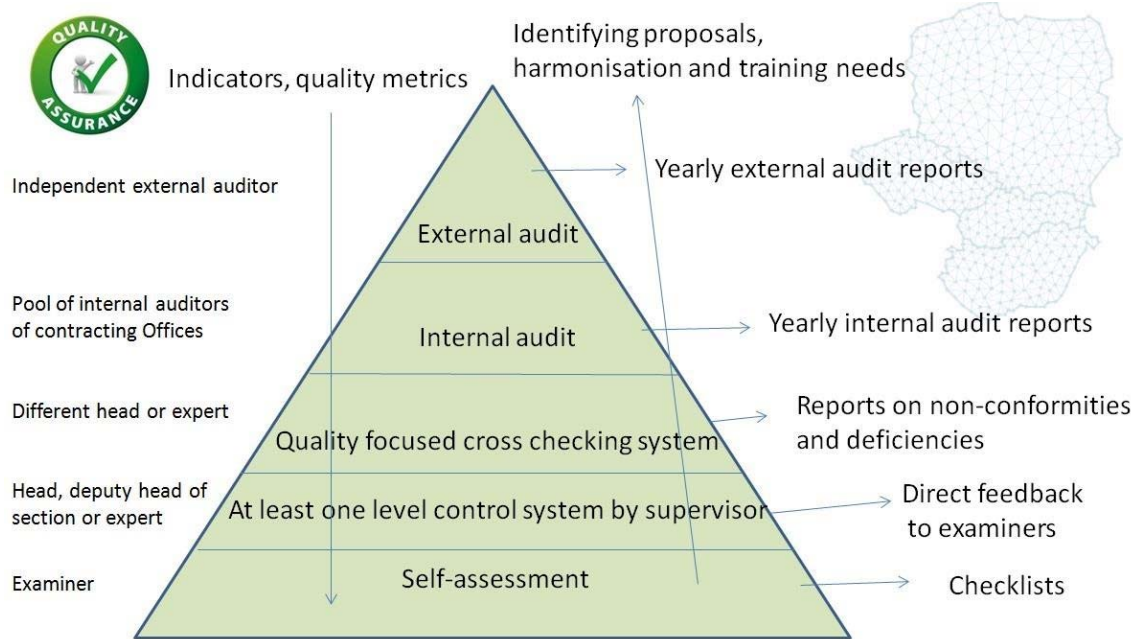 QUALITY
ASSURANCE
Indicators, quality metrics
Identifying proposals,
harmonisation and training needs
Independent external auditor
Yearly external audit reports
External audit
Pool of internal auditors
of contracting Offices
Internal audit
Yearly internal audit reports
Different head or expert
Reports on non-conformities
and deficiencies
Quality focused cross checking system
Head, deputy head of
section or expert
At least one level control system by supervisor
Direct feedback
to examiners
Examiner
Self-assessment
Checklists